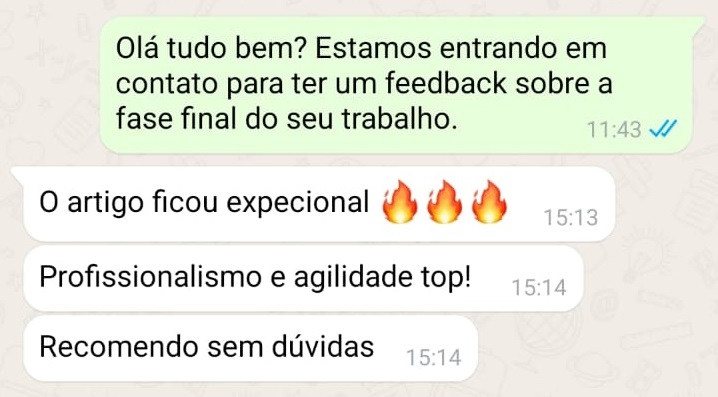 Olá tudo bem? Estamos entrando em
contato para ter um feedback sobre a
fase final do seu trabalho.
11:43
O artigo ficou expecional 🔥🔥🔥
15:13
Profissionalismo e agilidade top!
15:14
Recomendo sem dúvidas
15:14